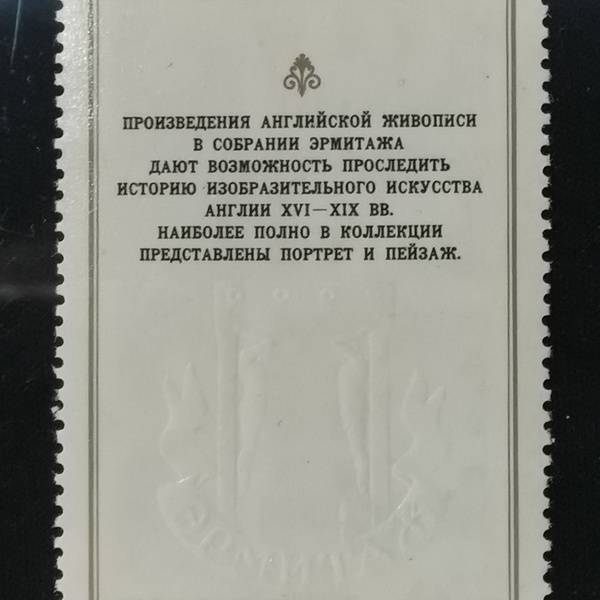 ПРОИЗВЕДЕНИЯ АНГЛИЙСКОЙ ЖИВОПИСИ
В СОБРАНИИ ЭРМИТАЖА
ДАЮТ ВОЗМОЖНОСТЬ ПРОСЛЕДИТЬ
ИСТОРИЮ ИЗОБРАЗИТЕЛЬНОГО ИСКУССТВА
АНГЛИИ XVI—XIX ВВ.
НАИБОЛЕЕ ПОЛНО В КОЛЛЕКЦИИ
ПРЕДСТАВЛЕНЫ ПОРТРЕТ И ПЕЙЗАЖ.
ЭРМИТАЖ